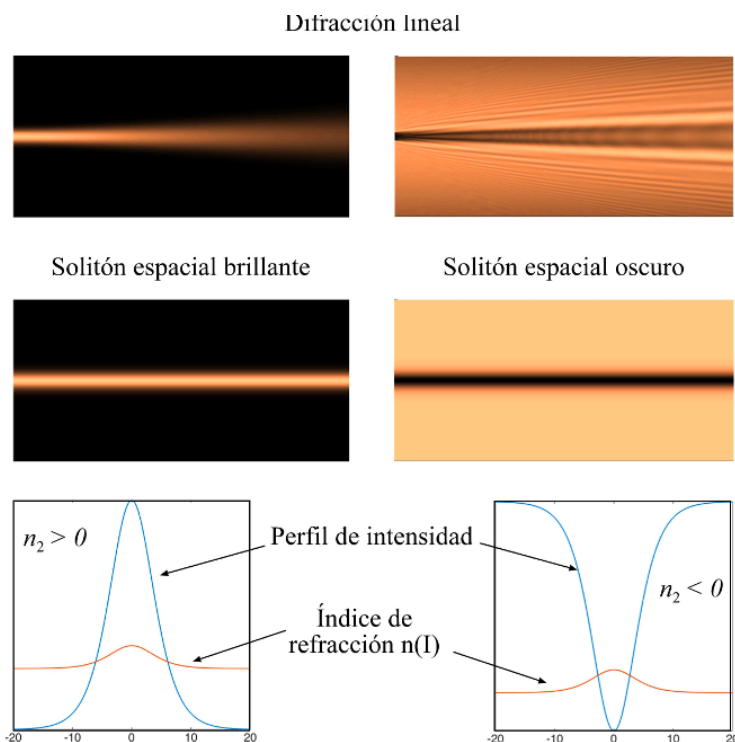 Difracción lineal
Solitón espacial brillante
Solitón espacial oscuro
n₂ > 0
Perfil de intensidad
n₂ < 0
Índice de
refracción n(I)
-20 -10 0 10 20
-20 -10 0 10 20